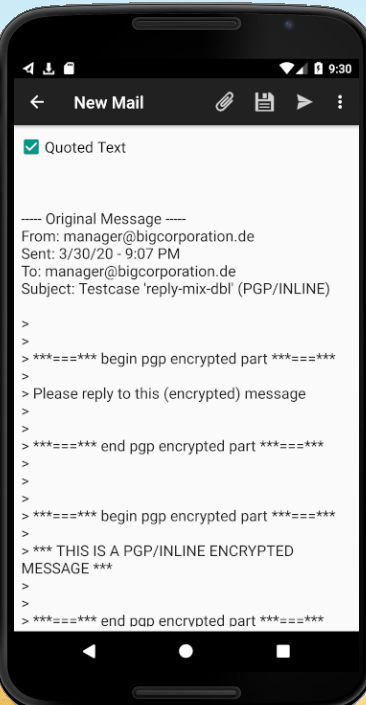 9:30
New Mail
Quoted Text
----- Original Message -----
From: manager@bigcorporation.de
Sent: 3/30/20 - 9:07 PM
To: manager@bigcorporation.de
Subject: Testcase 'reply-mix-dbl' (PGP/INLINE)
>
>
> ***===*** begin pgp encrypted part ***===***
>
> Please reply to this (encrypted) message
>
>
> ***===*** end pgp encrypted part ***===***
>
>
>
> ***===*** begin pgp encrypted part ***===***
>
> *** THIS IS A PGP/INLINE ENCRYPTED
MESSAGE ***
>
>
> ***===*** end pgp encrypted part ***===***